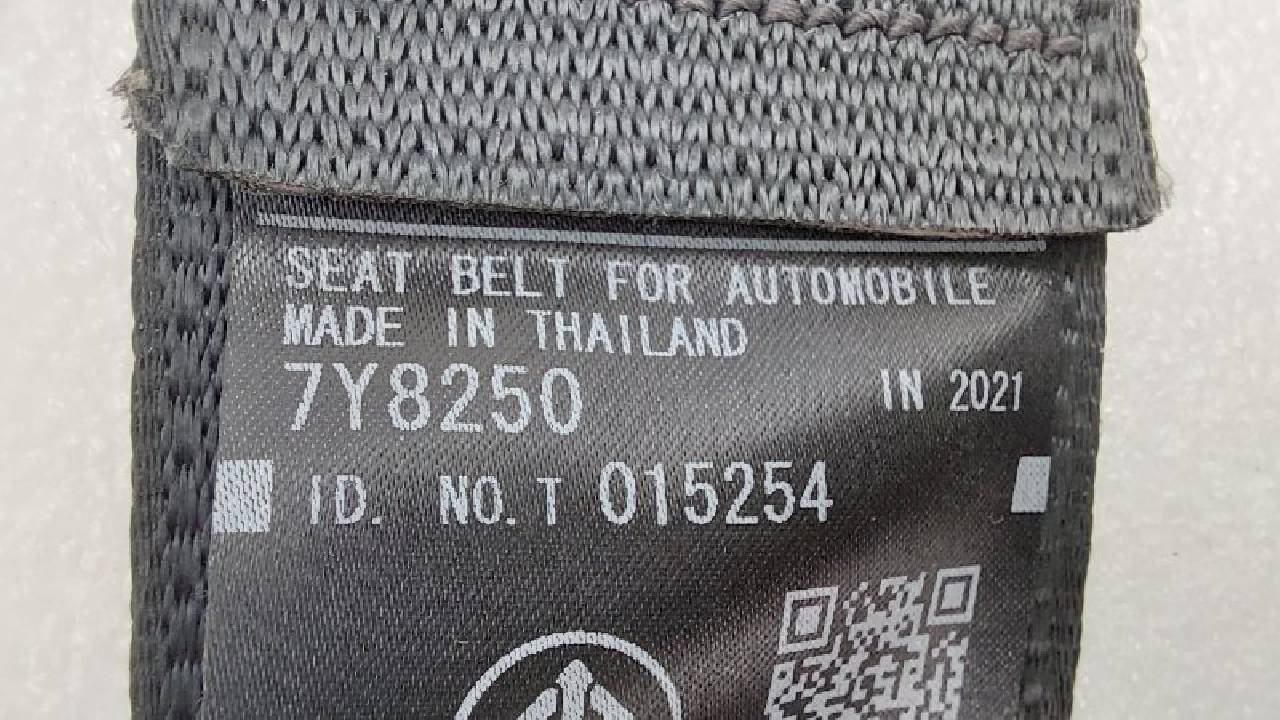 SEAT BELT FOR AUTOMOBILE
MADE IN THAILAND
7Y8250 IN 2021
ID. NO. T 015254